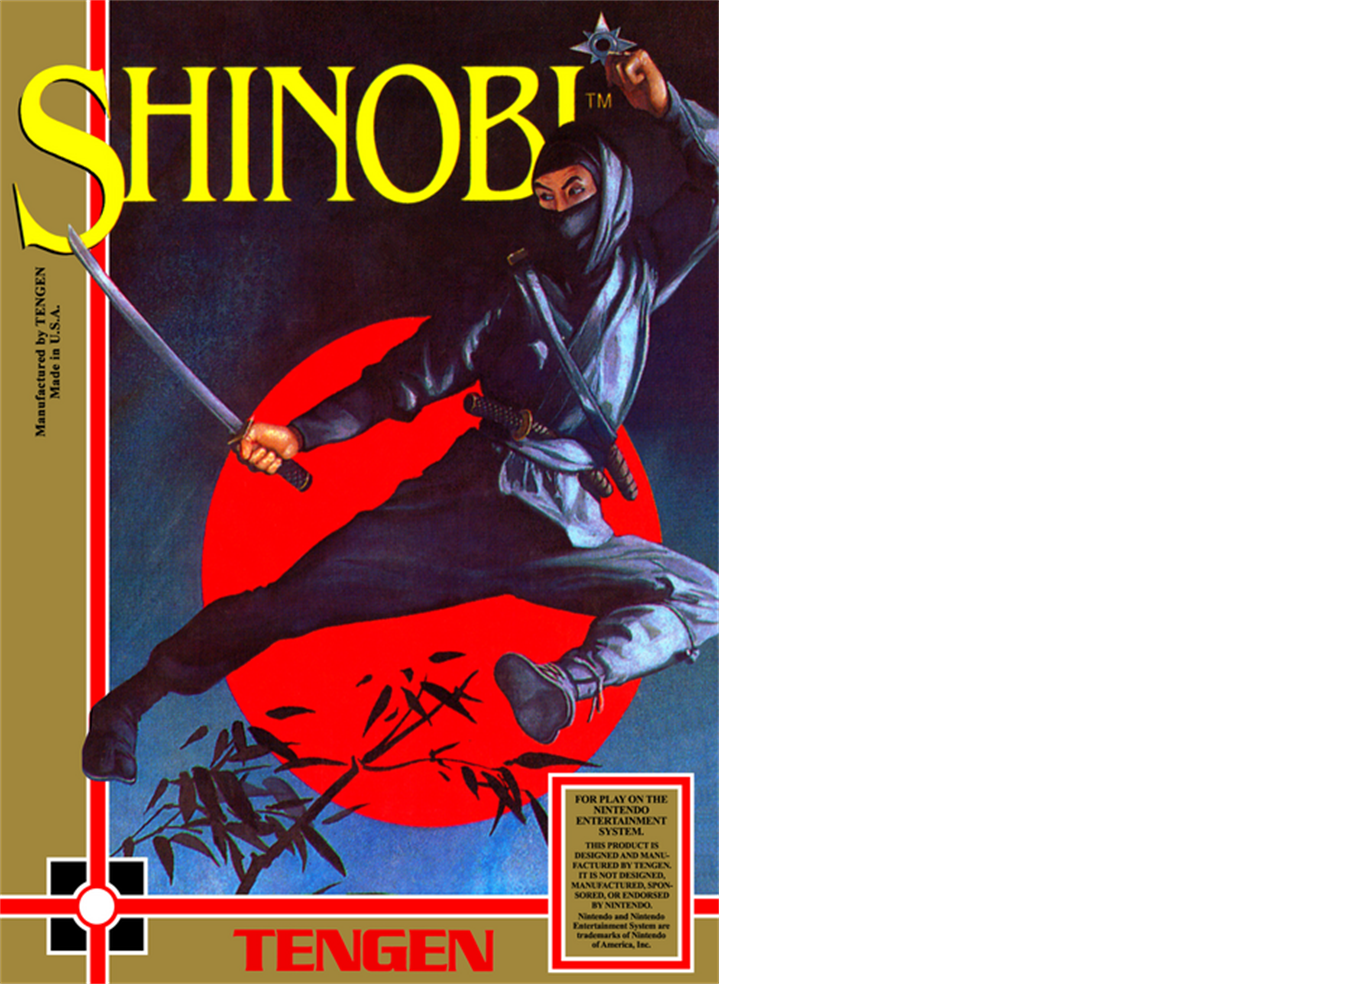 SHINOBI™
Manufactured by TENGEN
Made in U.S.A.
FOR PLAY ON THE
NINTENDO
ENTERTAINMENT
SYSTEM.
THIS PRODUCT IS
DESIGNED AND MANU-
FACTURED BY TENGEN.
IT IS NOT DESIGNED,
MANUFACTURED, SPON-
SORED, OR ENDORSED
BY NINTENDO.
Nintendo and Nintendo
Entertainment System are
trademarks of Nintendo
of America, Inc.
TENGEN